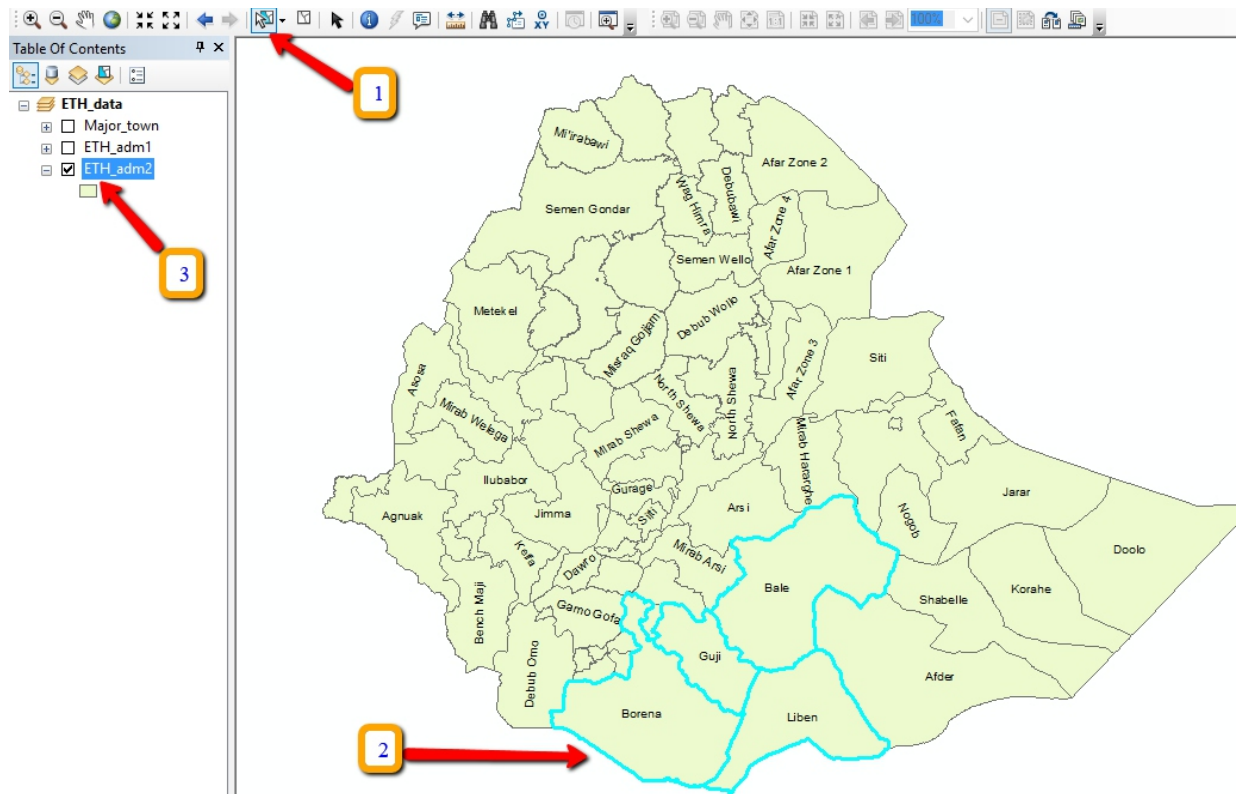 100%
Table Of Contents
ETH_data
Major_town
ETH_adm1
ETH_adm2
1
3
2
Mi'irabawi
Afar Zone 2
Debubawi
Wag Himra
Semen Gondar
Afar Zone 4
Semen Wello
Afar Zone 1
Metekel
Debub Wollo
Misraq Gojjam
Afar Zone 3
Siti
Asosa
North Shewa
North Shewa
Mirab Welega
Mirab Shewa
Fafan
Mirab Hararghe
Ilubabor
Gurage
Jarar
Agnuak
Jimma
Silti
Arsi
Nogob
Keffa
Mirab Arsi
Doolo
Dawro
Bale
Korahe
Shabelle
Bench Maji
Gamo Gofa
Guji
Debub Omo
Afder
Borena
Liben
XY